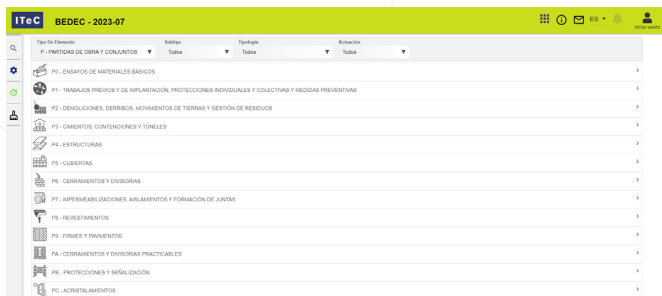 ITeC BEDEC - 2023-07 ES
Iniciar sesión
Tipo De Elemento Subtipo Tipología Actuación
P - PARTIDAS DE OBRA Y CONJUNTOS Todos Todos Todos
P0 - ENSAYOS DE MATERIALES BÁSICOS
P1 - TRABAJOS PREVIOS Y DE IMPLANTACIÓN, PROTECCIONES INDIVIDUALES Y COLECTIVAS Y MEDIDAS PREVENTIVAS
P2 - DEMOLICIONES, DERRIBOS, MOVIMIENTOS DE TIERRAS Y GESTIÓN DE RESIDUOS
P3 - CIMIENTOS, CONTENCIONES Y TÚNELES
P4 - ESTRUCTURAS
P5 - CUBIERTAS
P6 - CERRAMIENTOS Y DIVISORIAS
P7 - IMPERMEABILIZACIONES, AISLAMIENTOS Y FORMACIÓN DE JUNTAS
P8 - REVESTIMIENTOS
P9 - FIRMES Y PAVIMENTOS
PA - CERRAMIENTOS Y DIVISORIAS PRACTICABLES
PB - PROTECCIONES Y SEÑALIZACIÓN
PC - ACRISTALAMIENTOS